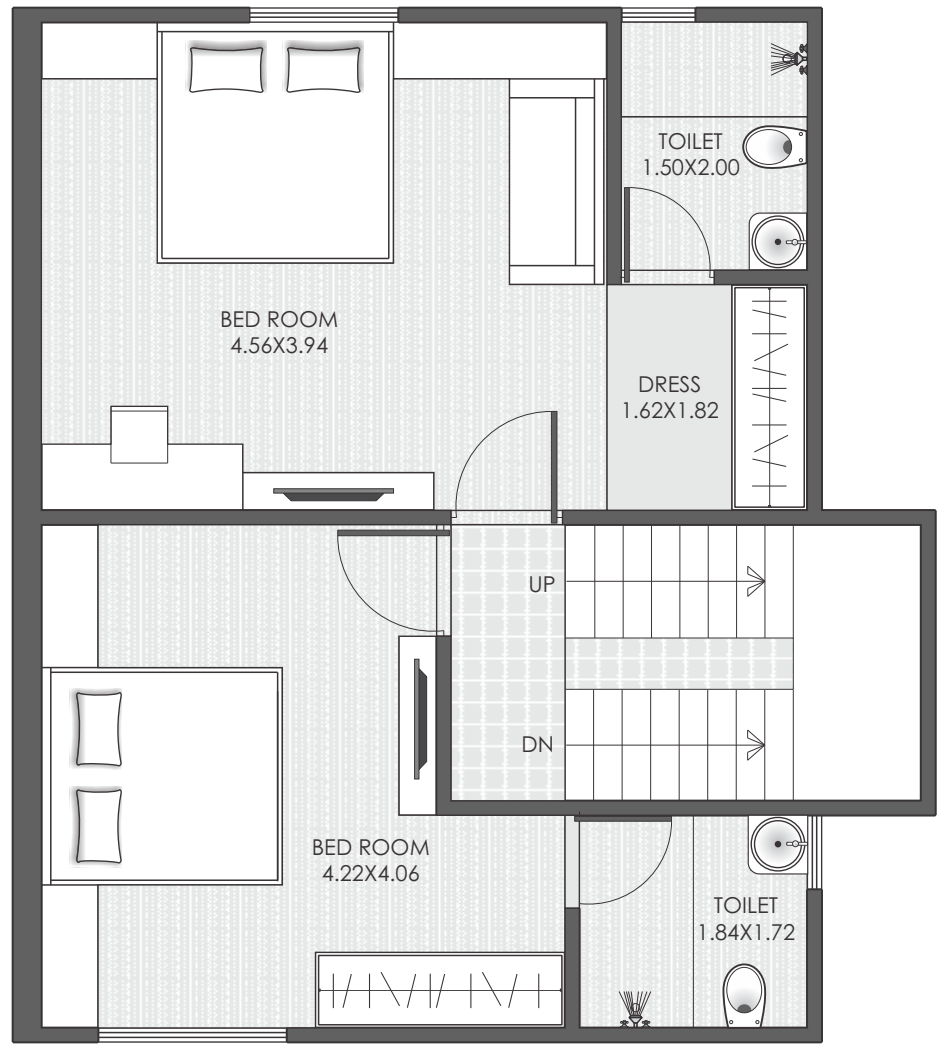 TOILET
1.50X2.00
BED ROOM
4.56X3.94
DRESS
1.62X1.82
UP
DN
BED ROOM
4.22X4.06
TOILET
1.84X1.72